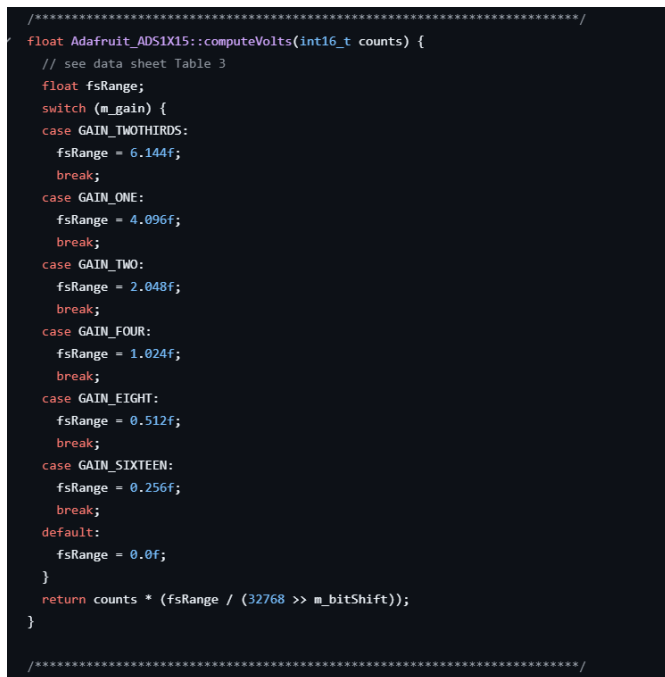 /**************************************************************************/
float Adafruit_ADS1X15::computeVolts(int16_t counts) {
  // see data sheet Table 3
  float fsRange;
  switch (m_gain) {
  case GAIN_TWOTHIRDS:
    fsRange = 6.144f;
    break;
  case GAIN_ONE:
    fsRange = 4.096f;
    break;
  case GAIN_TWO:
    fsRange = 2.048f;
    break;
  case GAIN_FOUR:
    fsRange = 1.024f;
    break;
  case GAIN_EIGHT:
    fsRange = 0.512f;
    break;
  case GAIN_SIXTEEN:
    fsRange = 0.256f;
    break;
  default:
    fsRange = 0.0f;
  }
  return counts * (fsRange / (32768 >> m_bitShift));
}
/**************************************************************************/